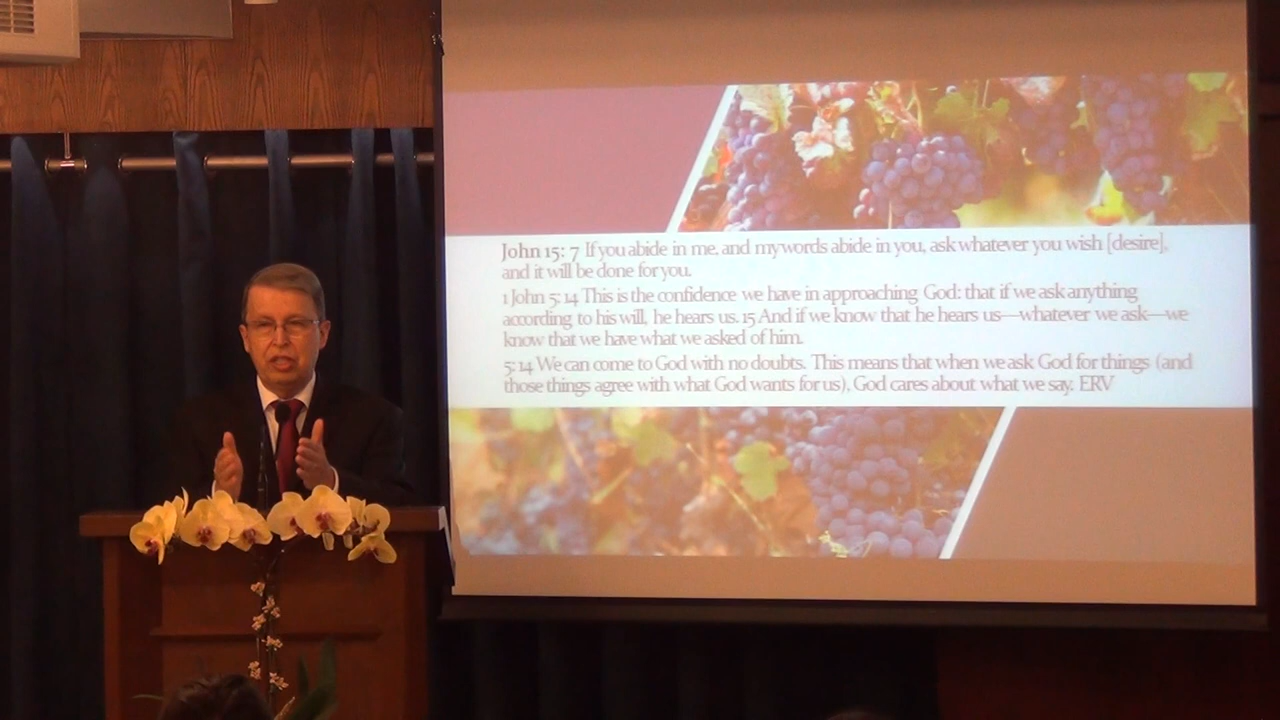 John 15: 7 If you abide in me, and my words abide in you, ask whatever you wish [desire],
and it will be done for you.
1 John 5: 14 This is the confidence we have in approaching God: that if we ask anything
according to his will, he hears us. 15 And if we know that he hears us—whatever we ask—we
know that we have what we asked of him.
5: 14 We can come to God with no doubts. This means that when we ask God for things (and
those things agree with what God wants for us), God cares about what we say. ERV